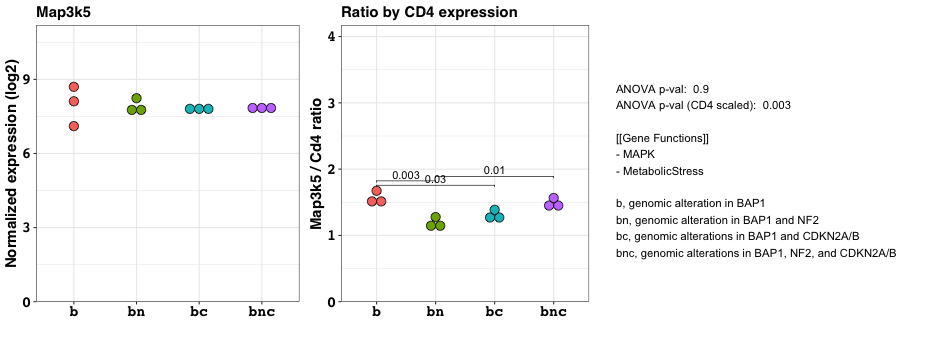 Map3k5
Normalized expression (log2)
9
6
3
0
b
bn
bc
bnc
Ratio by CD4 expression
Map3k5 / Cd4 ratio
4
3
2
1
0
0.003
0.03
0.01
b
bn
bc
bnc
ANOVA p-val:  0.9
ANOVA p-val (CD4 scaled):  0.003
[[Gene Functions]]
- MAPK
- MetabolicStress
b, genomic alteration in BAP1
bn, genomic alteration in BAP1 and NF2
bc, genomic alterations in BAP1 and CDKN2A/B
bnc, genomic alterations in BAP1, NF2, and CDKN2A/B